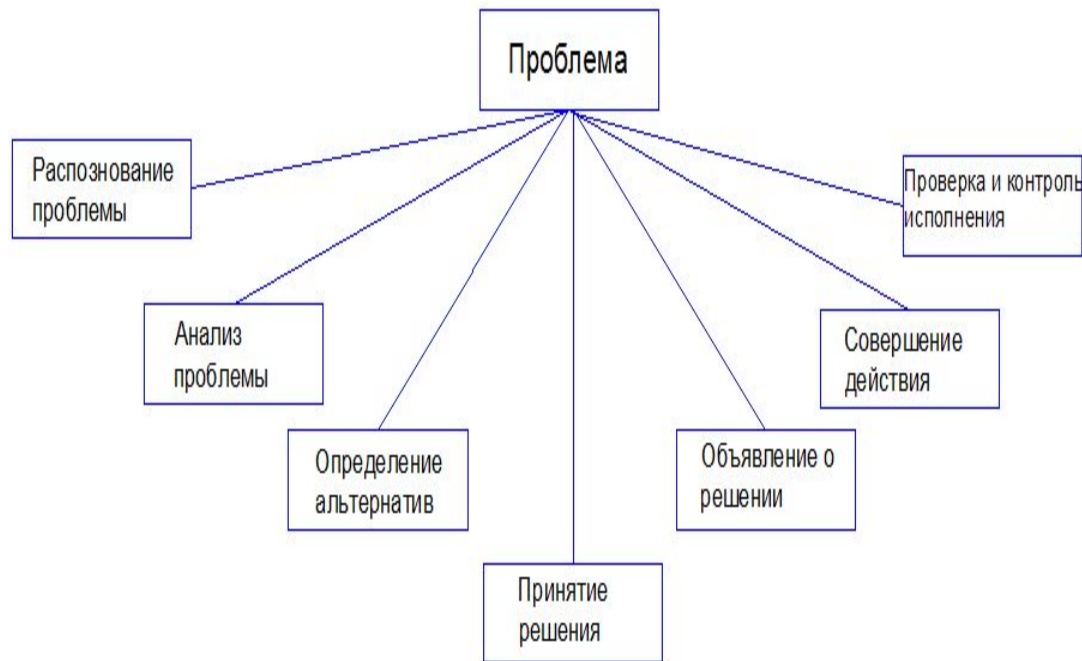 Проблема
Распознование
проблемы
Анализ
проблемы
Определение
альтернатив
Принятие
решения
Объявление о
решении
Совершение
действия
Проверка и контроль
исполнения